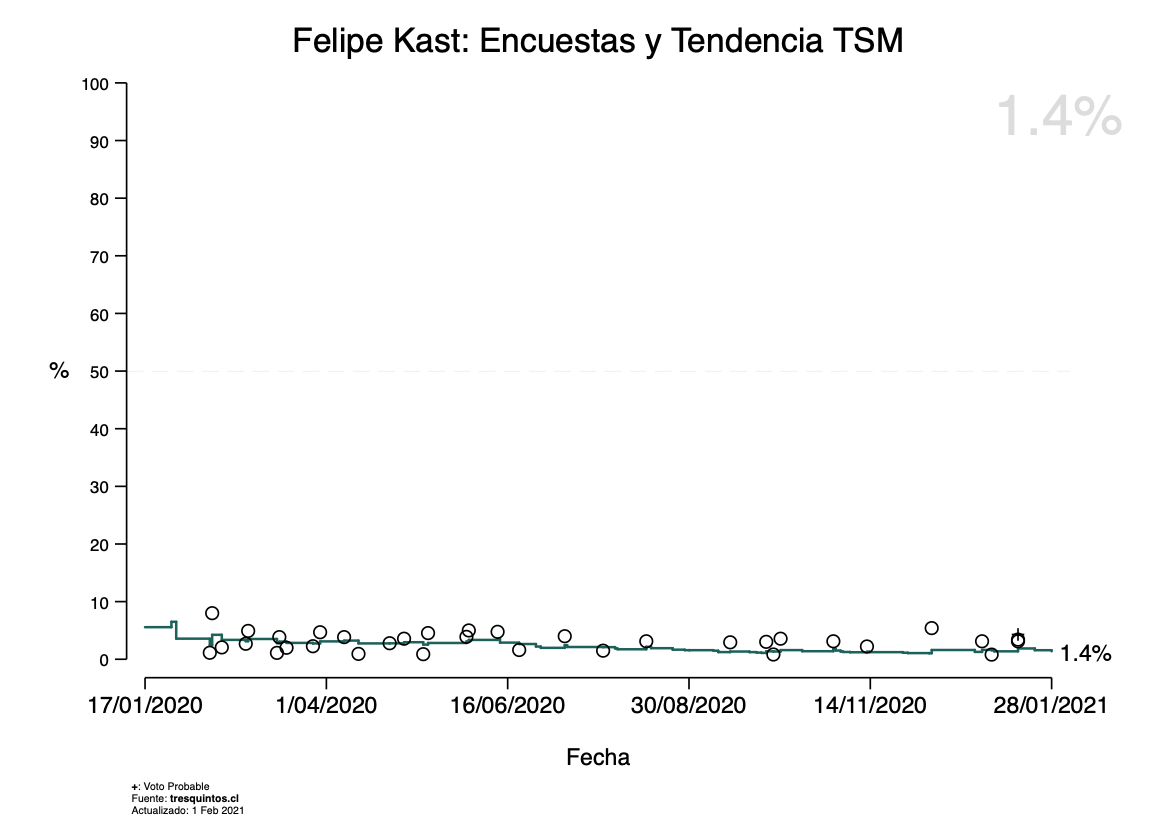 Felipe Kast: Encuestas y Tendencia TSM
1.4%
100
90
80
70
60
% 50
40
30
20
10
0
1.4%
17/01/2020 1/04/2020 16/06/2020 30/08/2020 14/11/2020 28/01/2021
Fecha
+: Voto Probable
Fuente: tresquintos.cl
Actualizado: 1 Feb 2021